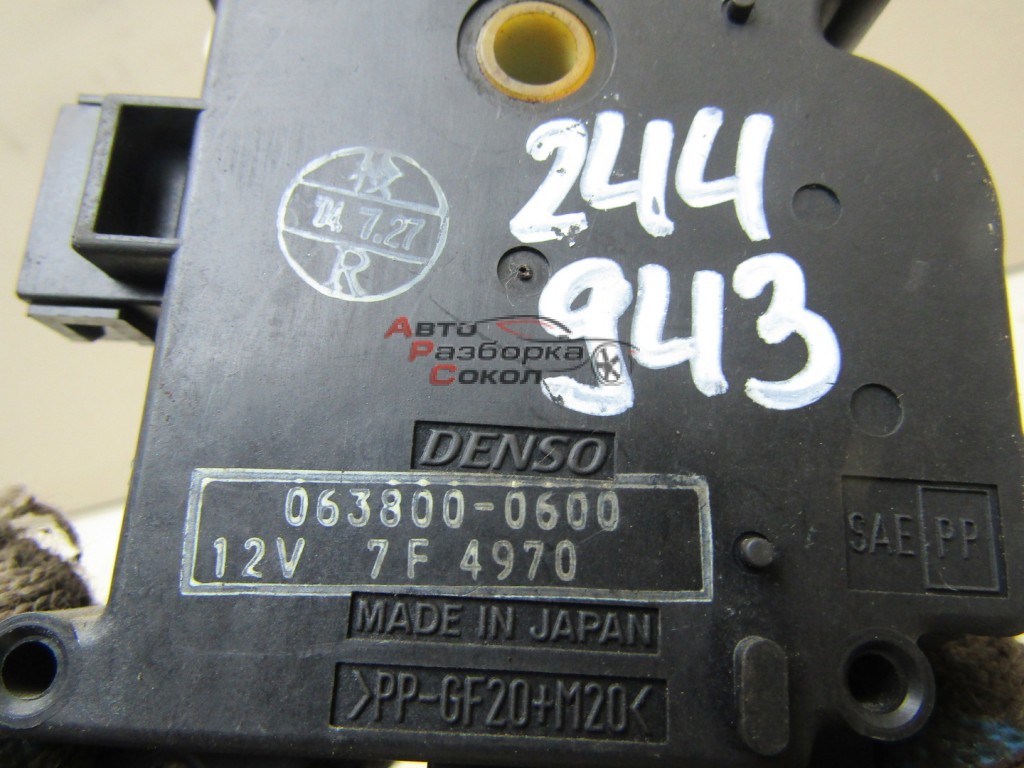 244
943
'04.7.27
R
Авто
Разборка
Сокол
DENSO
063800-0600
12V 7F 4970
SAE PP
MADE IN JAPAN
>PP-GF20+M20<